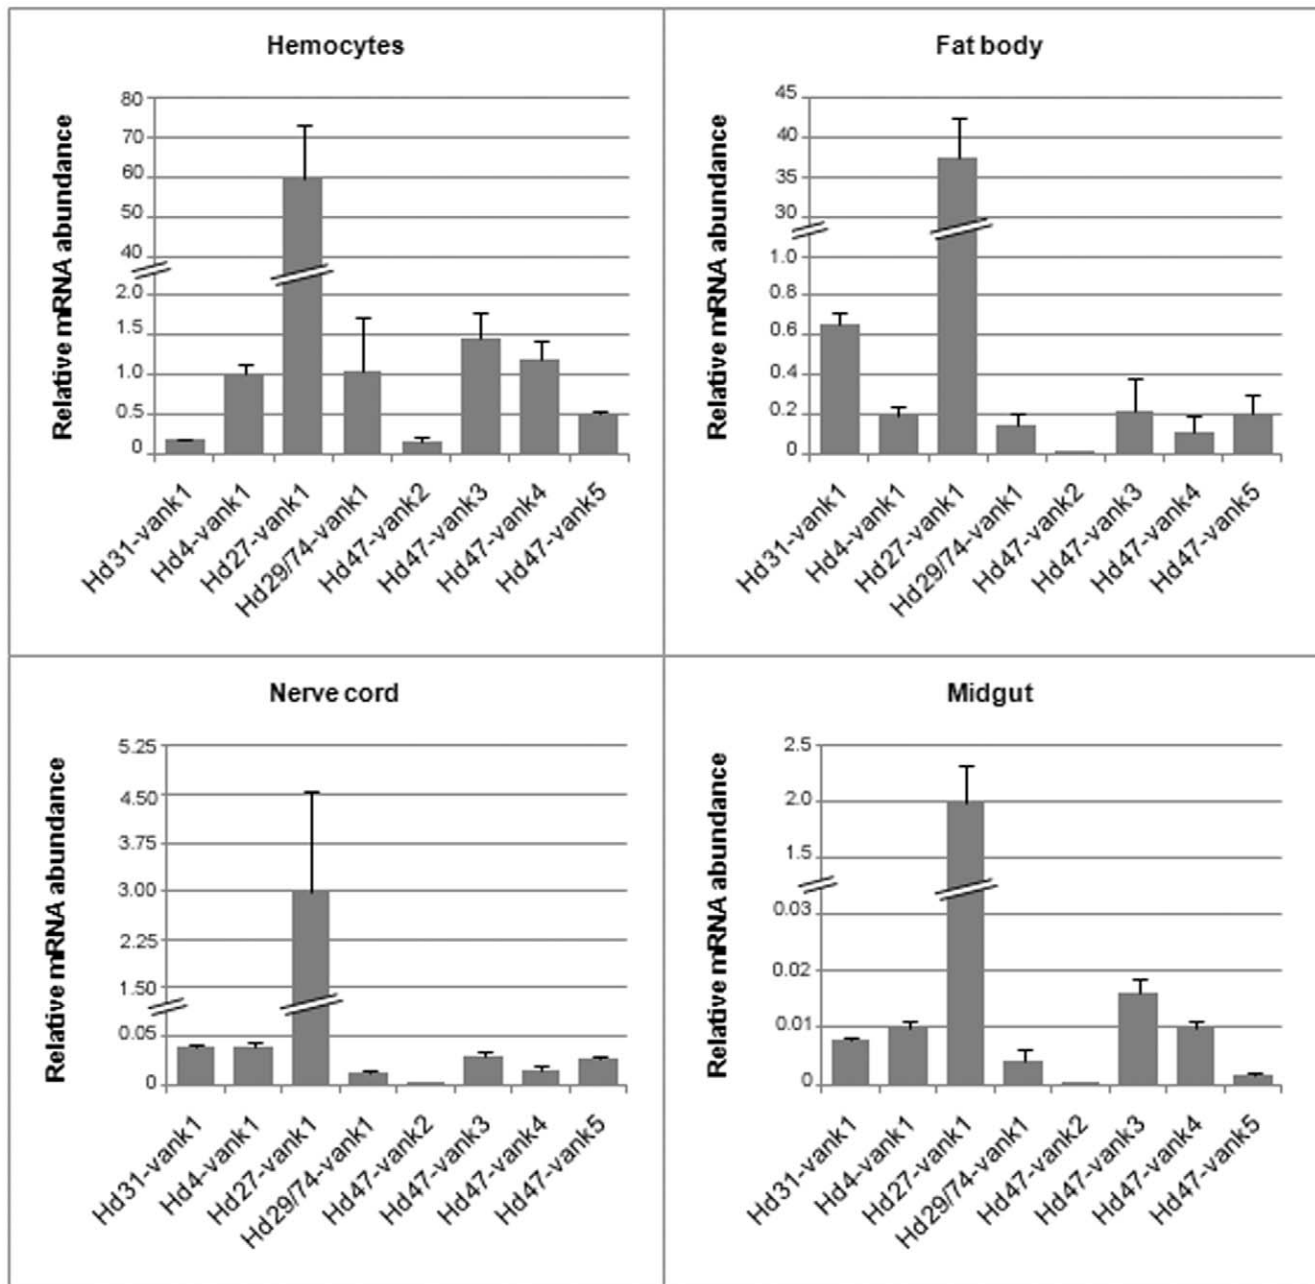 Hemocytes
Relative mRNA abundance
80
70
60
50
40
2.0
1.5
1.0
0.5
0
Hd31-vank1
Hd4-vank1
Hd27-vank1
Hd29/74-vank1
Hd47-vank2
Hd47-vank3
Hd47-vank4
Hd47-vank5
Fat body
Relative mRNA abundance
45
40
35
30
1.0
0.8
0.6
0.4
0.2
0
Hd31-vank1
Hd4-vank1
Hd27-vank1
Hd29/74-vank1
Hd47-vank2
Hd47-vank3
Hd47-vank4
Hd47-vank5
Nerve cord
Relative mRNA abundance
5.25
4.50
3.75
3.00
2.25
1.50
0.05
0
Hd31-vank1
Hd4-vank1
Hd27-vank1
Hd29/74-vank1
Hd47-vank2
Hd47-vank3
Hd47-vank4
Hd47-vank5
Midgut
Relative mRNA abundance
2.5
2.0
1.5
0.03
0.02
0.01
0
Hd31-vank1
Hd4-vank1
Hd27-vank1
Hd29/74-vank1
Hd47-vank2
Hd47-vank3
Hd47-vank4
Hd47-vank5